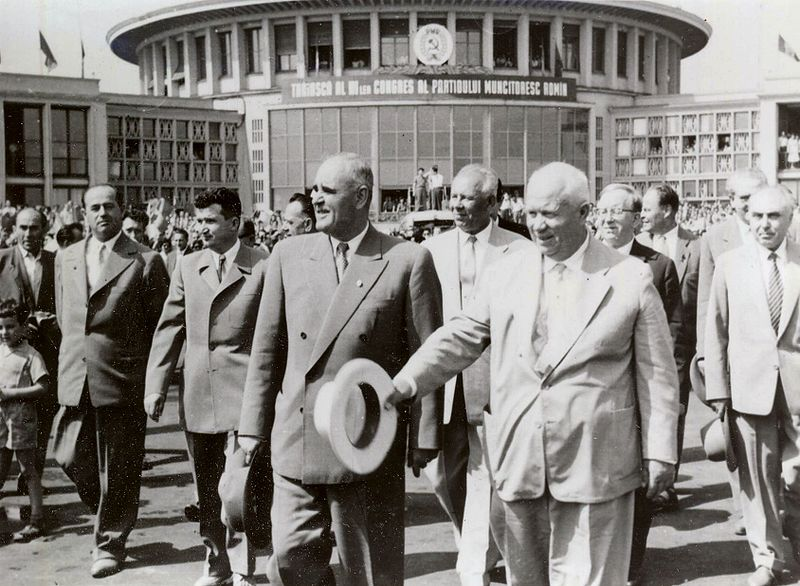 TRĂIASCĂ AL III LEA CONGRES AL PARTIDULUI MUNCITORESC ROMÎN